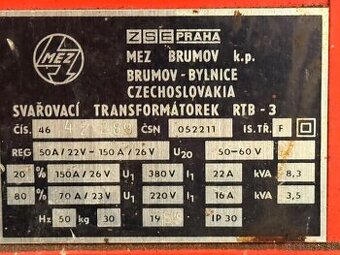 MEZ
ZSE PRAHA
MEZ BRUMOV k.p.
BRUMOV-BYLNICE
CZECHOSLOVAKIA
SVAŘOVACÍ TRANSFORMÁTOREK RTB-3
ČÍS. 46 ČSN 052211 IS.TŘ. F
REG 50A/22V-150A/26V U20 50-60V
20 % 150A/26V U1 380V I1 22A kVA 8,3
80 % 70A/23V U1 220V I1 16A kVA 3,5
Hz 50 kg 30 19 IP 30